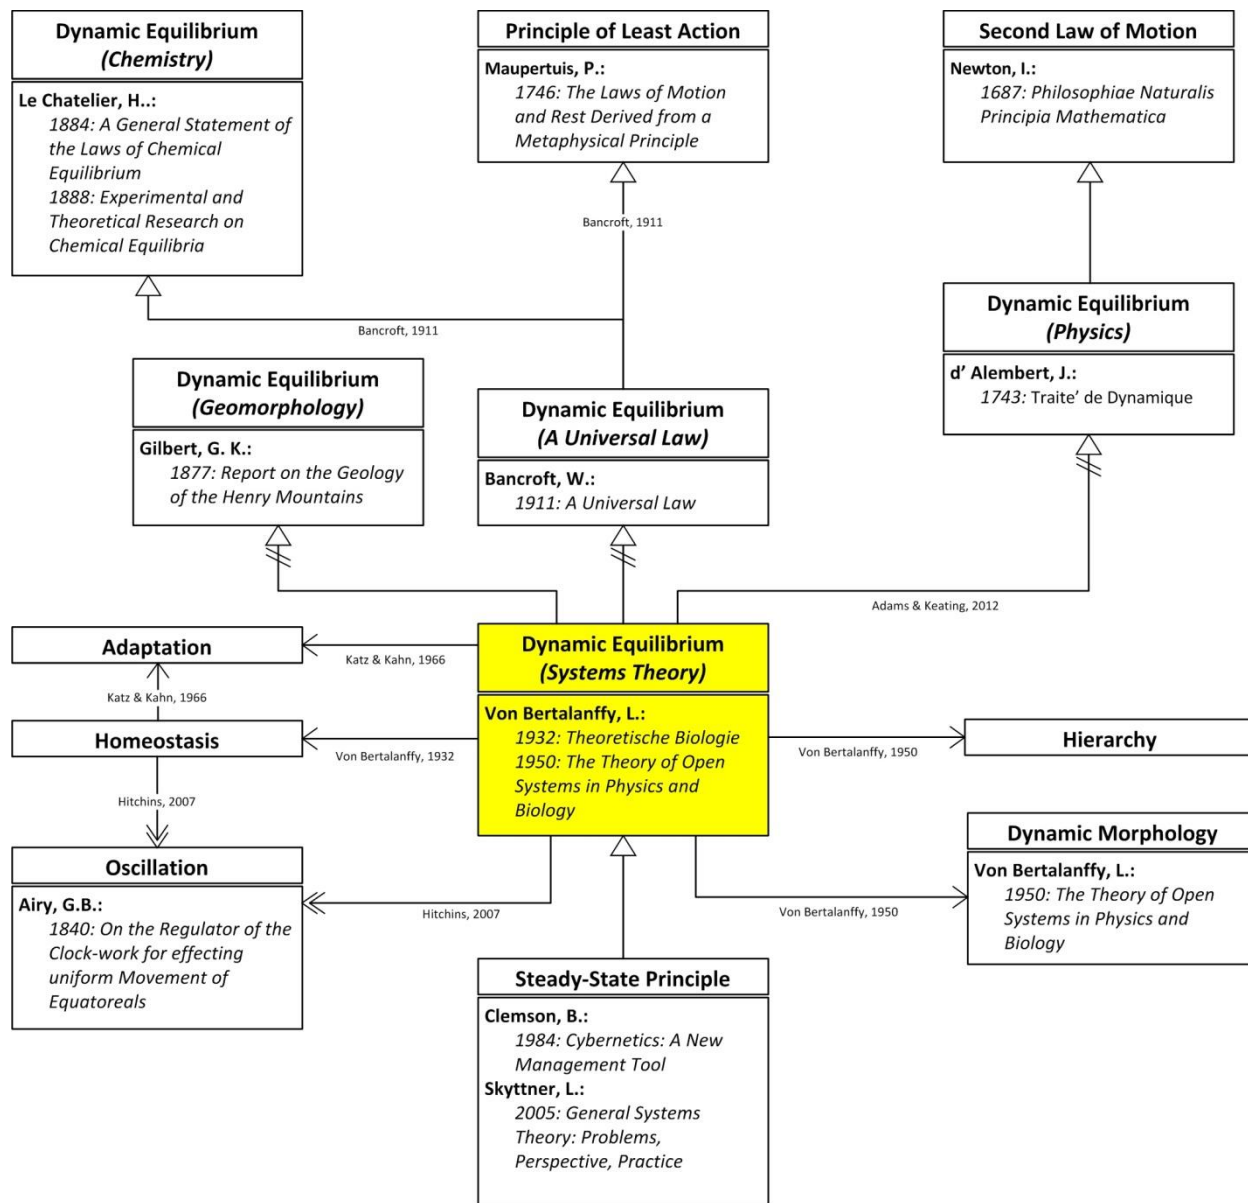 Dynamic Equilibrium
(Chemistry)
Le Chatelier, H..:
1884: A General Statement of
the Laws of Chemical
Equilibrium
1888: Experimental and
Theoretical Research on
Chemical Equilibria
Principle of Least Action
Maupertuis, P.:
1746: The Laws of Motion
and Rest Derived from a
Metaphysical Principle
Second Law of Motion
Newton, I.:
1687: Philosophiae Naturalis
Principia Mathematica
Bancroft, 1911
Bancroft, 1911
Dynamic Equilibrium
(Physics)
d’ Alembert, J.:
1743: Traite’ de Dynamique
Dynamic Equilibrium
(Geomorphology)
Gilbert, G. K.:
1877: Report on the Geology
of the Henry Mountains
Dynamic Equilibrium
(A Universal Law)
Bancroft, W.:
1911: A Universal Law
Adams & Keating, 2012
Adaptation
Katz & Kahn, 1966
Katz & Kahn, 1966
Homeostasis
Von Bertalanffy, 1932
Dynamic Equilibrium
(Systems Theory)
Von Bertalanffy, L.:
1932: Theoretische Biologie
1950: The Theory of Open
Systems in Physics and
Biology
Von Bertalanffy, 1950
Hierarchy
Hitchins, 2007
Oscillation
Airy, G.B.:
1840: On the Regulator of the
Clock-work for effecting
uniform Movement of
Equatoreals
Hitchins, 2007
Von Bertalanffy, 1950
Dynamic Morphology
Von Bertalanffy, L.:
1950: The Theory of Open
Systems in Physics and
Biology
Steady-State Principle
Clemson, B.:
1984: Cybernetics: A New
Management Tool
Skyttner, L.:
2005: General Systems
Theory: Problems,
Perspective, Practice